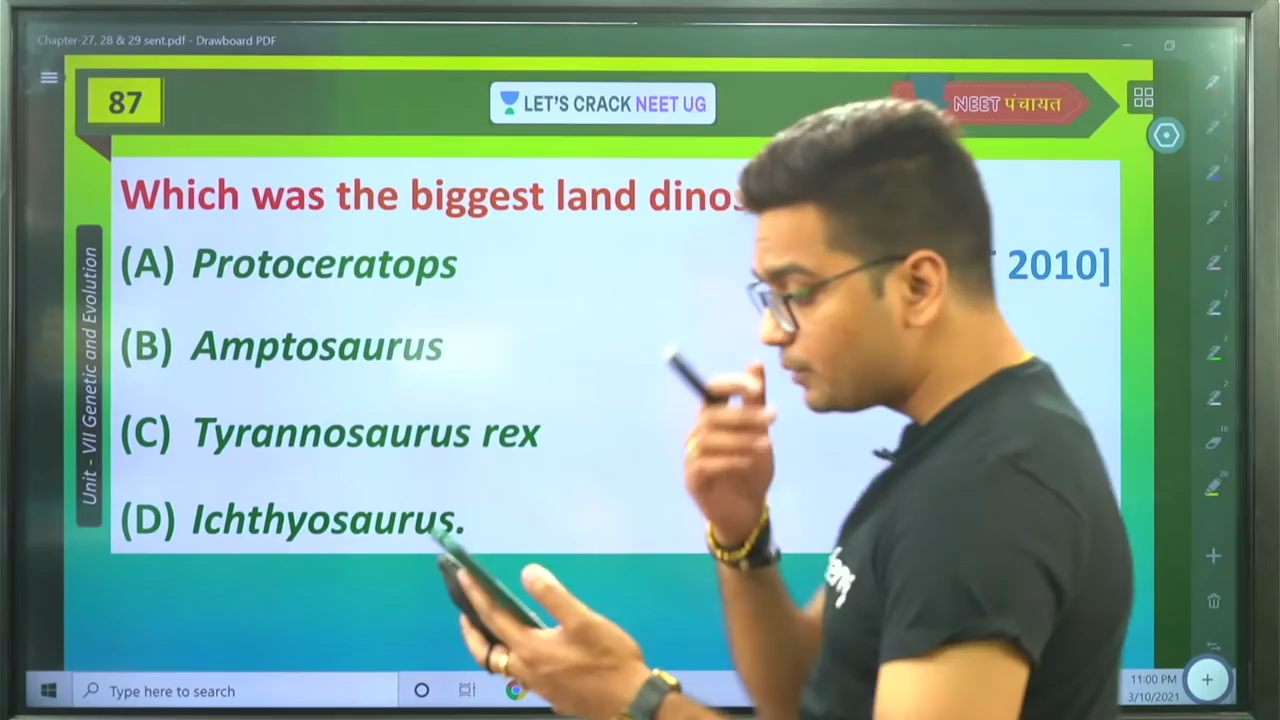 Chapter-27, 28 & 29 sent.pdf - Drawboard PDF
87
LET'S CRACK NEET UG
NEET पंचायत
Which was the biggest land
(A) Protoceratops
2010]
(B) Amptosaurus
(C) Tyrannosaurus rex
(D) Ichthyosaurus.
Unit - VII Genetic and Evolution
Type here to search
11:00 PM
3/10/2021